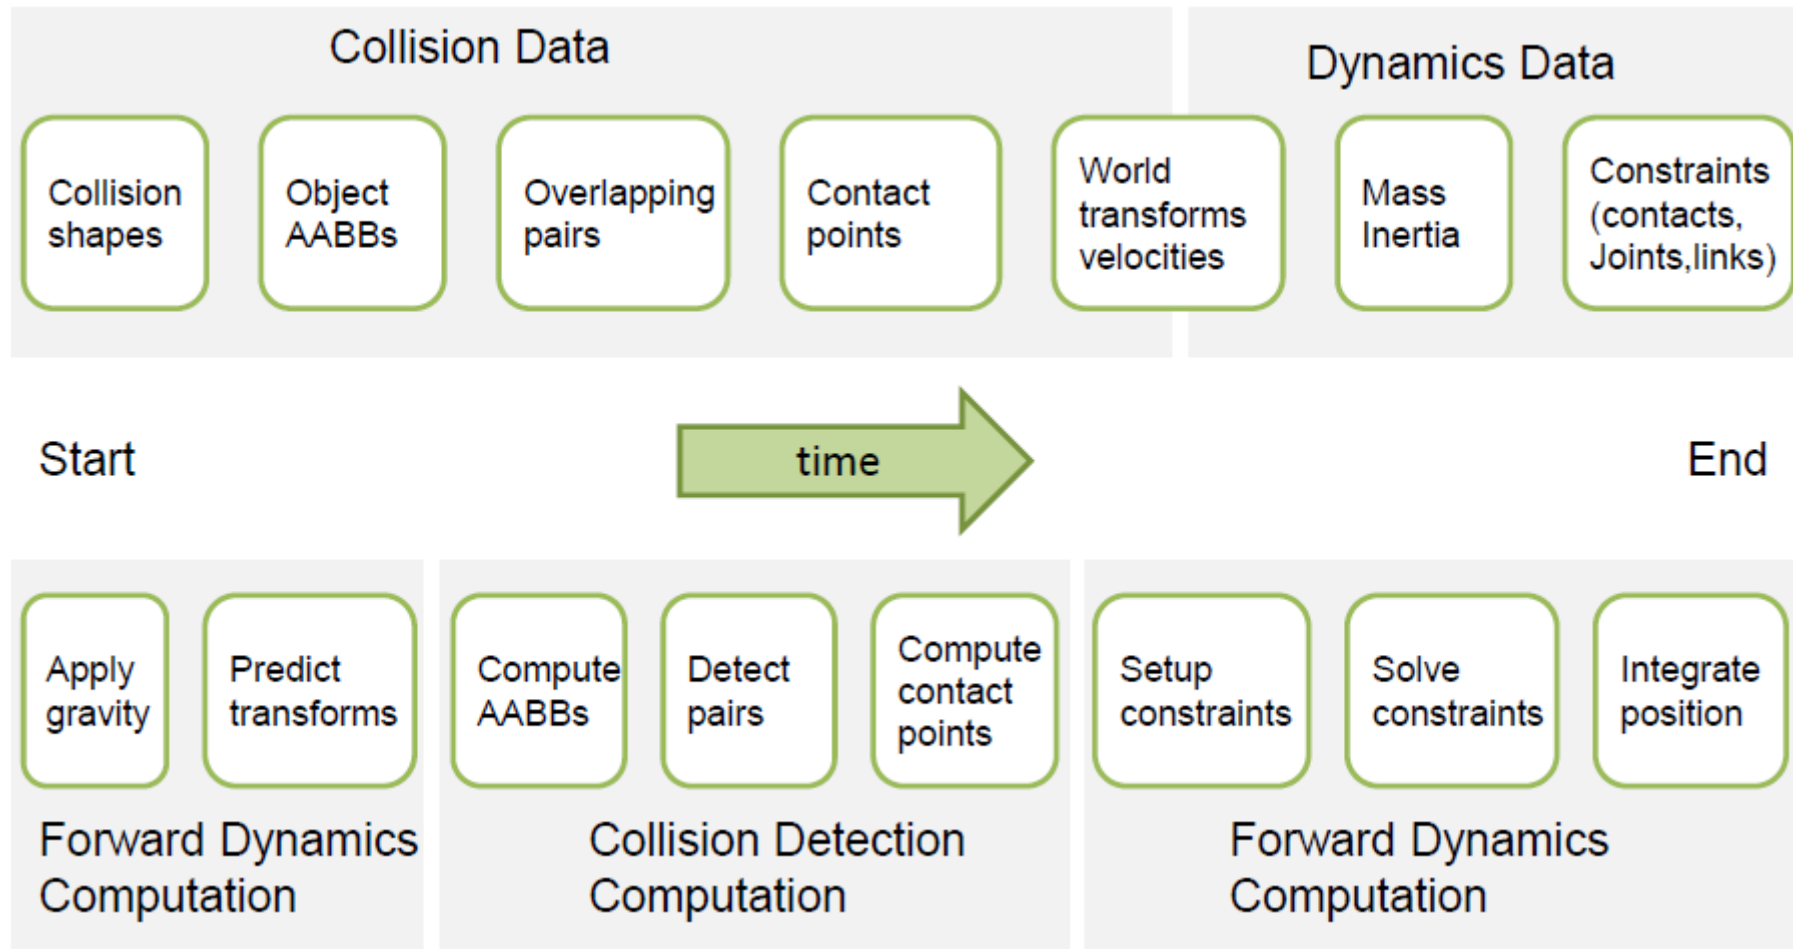 Collision Data
Dynamics Data
Collision
shapes
Object
AABBs
Overlapping
pairs
Contact
points
World
transforms
velocities
Mass
Inertia
Constraints
(contacts,
Joints,links)
Start
time
End
Apply
gravity
Predict
transforms
Compute
AABBs
Detect
pairs
Compute
contact
points
Setup
constraints
Solve
constraints
Integrate
position
Forward Dynamics
Computation
Collision Detection
Computation
Forward Dynamics
Computation